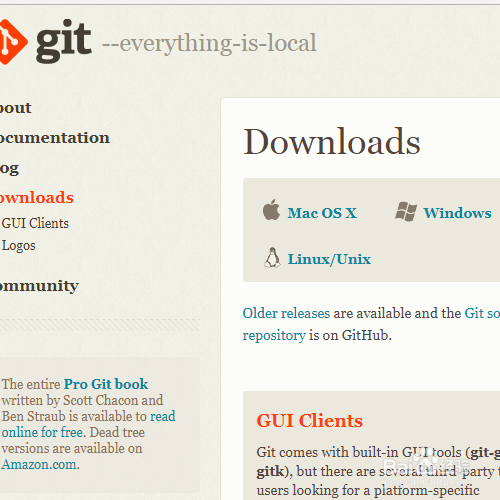 git --everything-is-local
bout
ocumentation
og
ownloads
GUI Clients
Logos
ommunity
The entire Pro Git book
written by Scott Chacon and
Ben Straub is available to read
online for free. Dead tree
versions are available on
Amazon.com.
Downloads
Mac OS X
Windows
Linux/Unix
Older releases are available and the Git so
repository is on GitHub.
GUI Clients
Git comes with built-in GUI tools (git-g
gitk), but there are several third-party t
users looking for a platform-specific